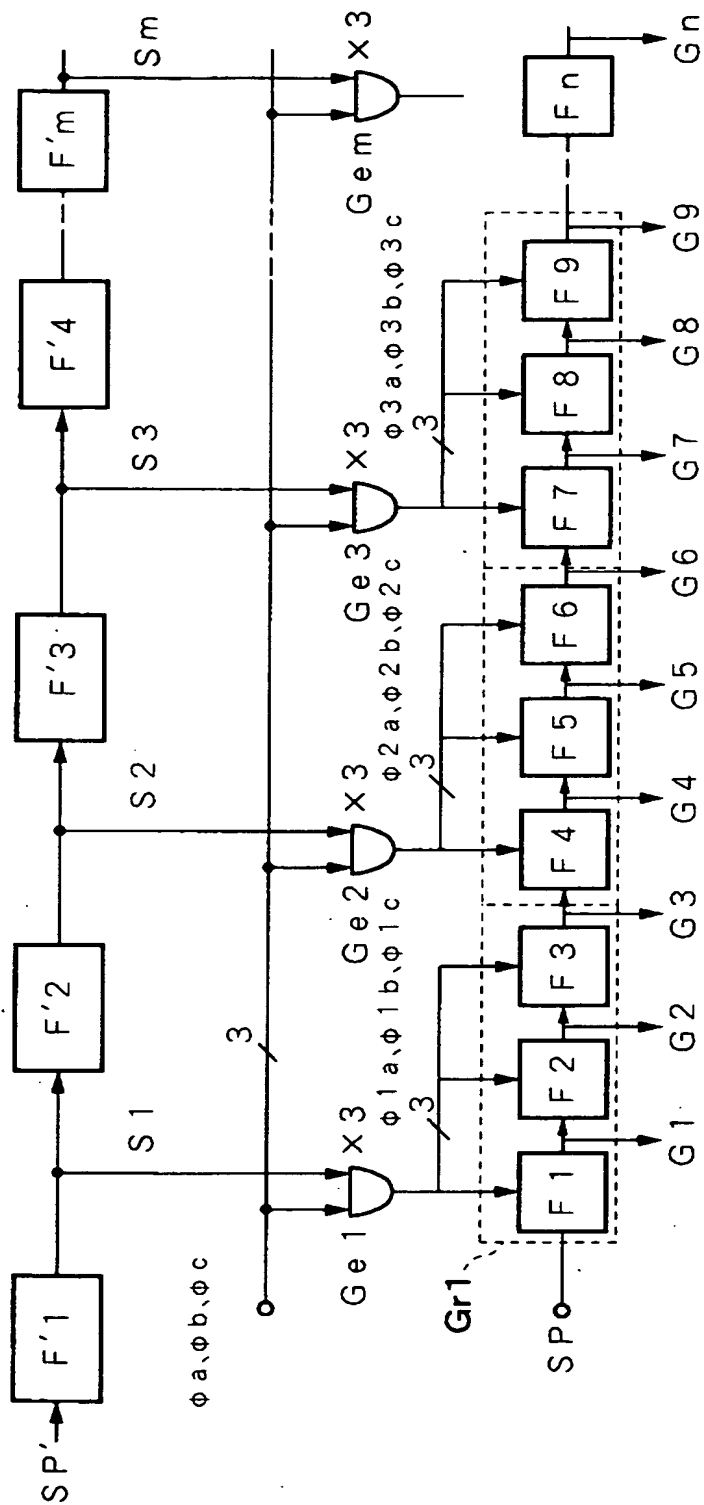 SP' F'1 F'2 F'3 F'4 F'm
S1 S2 S3 Sm
φa、φb、φc 3
Ge1 ×3 Ge2 ×3 Ge3 ×3 Gem ×3
φ1a、φ1b、φ1c φ2a、φ2b、φ2c φ3a、φ3b、φ3c
3 3 3
Gr1
SP F1 F2 F3 F4 F5 F6 F7 F8 F9 Fn
G1 G2 G3 G4 G5 G6 G7 G8 G9 Gn